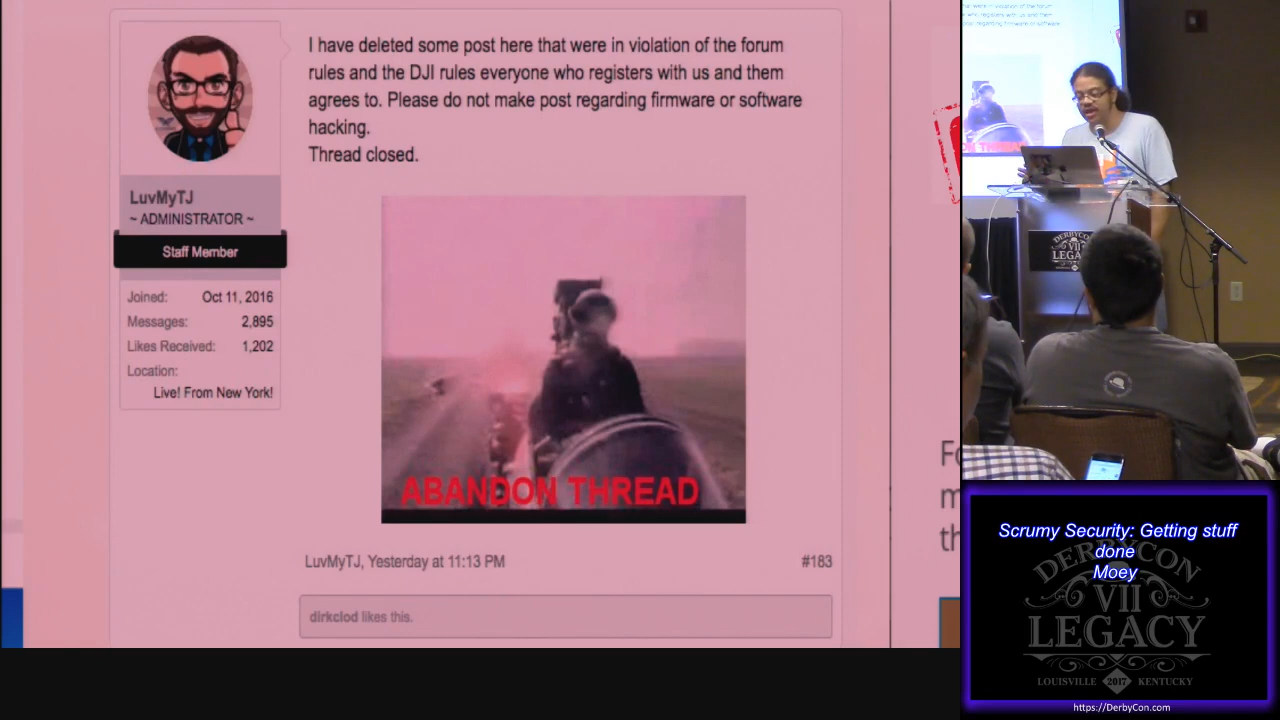 I have deleted some post here that were in violation of the forum
rules and the DJI rules everyone who registers with us and them
agrees to. Please do not make post regarding firmware or software
hacking.
Thread closed.
LuvMyTJ
~ ADMINISTRATOR ~
Staff Member
Joined: Oct 11, 2016
Messages: 2,895
Likes Received: 1,202
Location:
Live! From New York!
ABANDON THREAD
LuvMyTJ, Yesterday at 11:13 PM
#183
dirkclod likes this.
DERBYCON
VII
LEGACY
Scrumy Security: Getting stuff
done
Moey
DERBYCON
VII
LEGACY
LOUISVILLE 2017 KENTUCKY
https://DerbyCon.com